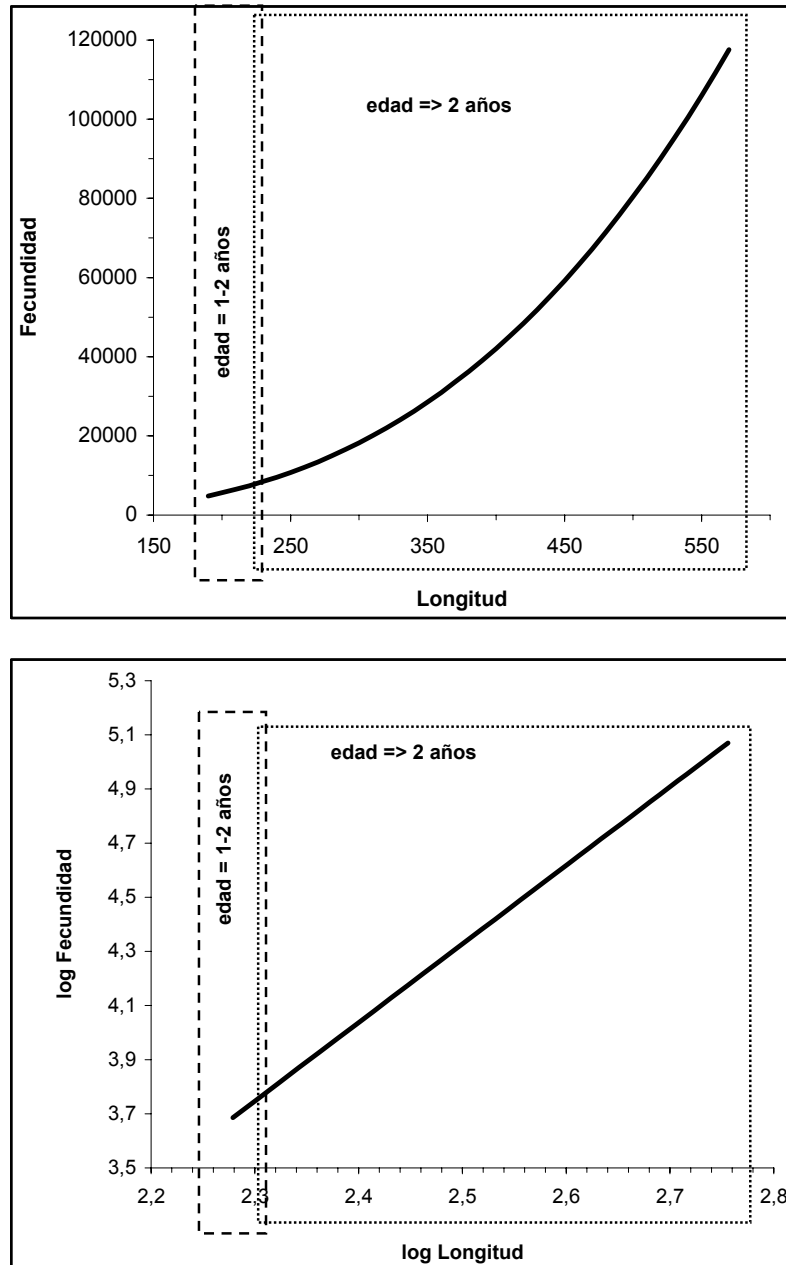 120000
100000
80000
60000
40000
20000
0
Fecundidad
edad = 1-2 años
edad => 2 años
150 250 350 450 550
Longitud
5,3
5,1
4,9
4,7
4,5
4,3
4,1
3,9
3,7
3,5
log Fecundidad
edad = 1-2 años
edad => 2 años
2,2 2,3 2,4 2,5 2,6 2,7 2,8
log Longitud